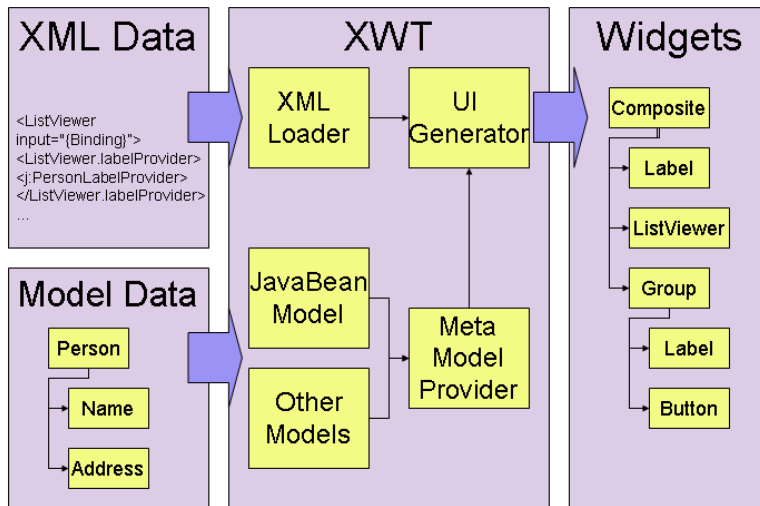 XML Data
<ListViewer
input="{Binding}">
<ListViewer.labelProvider>
<j:PersonLabelProvider>
</ListViewer.labelProvider>
...
Model Data
Person
Name
Address
XWT
XML
Loader
UI
Generator
JavaBean
Model
Other
Models
Meta
Model
Provider
Widgets
Composite
Label
ListViewer
Group
Label
Button